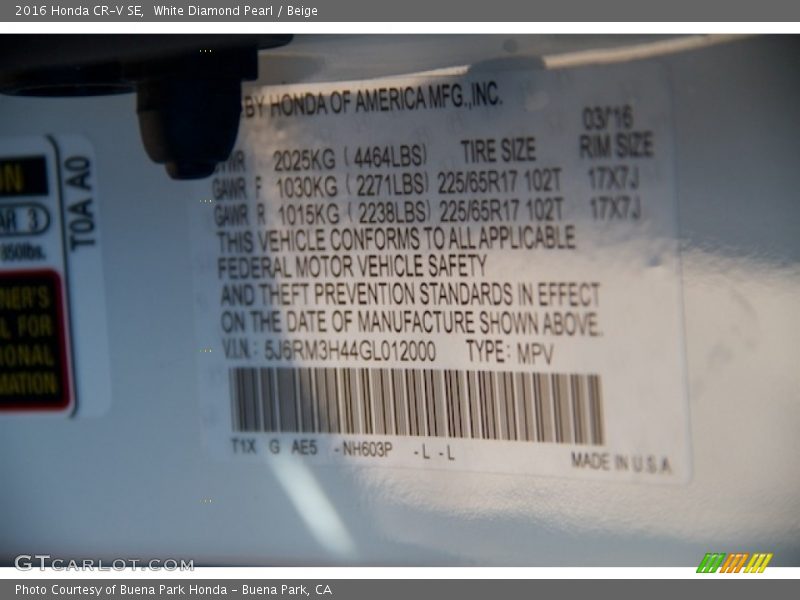 2016 Honda CR-V SE, White Diamond Pearl / Beige
BY HONDA OF AMERICA MFG.,INC.
03/'16
2025KG ( 4464LBS) TIRE SIZE RIM SIZE
GAWR F 1030KG ( 2271LBS) 225/65R17 102T 17X7J
GAWR R 1015KG ( 2238LBS) 225/65R17 102T 17X7J
THIS VEHICLE CONFORMS TO ALL APPLICABLE
FEDERAL MOTOR VEHICLE SAFETY
AND THEFT PREVENTION STANDARDS IN EFFECT
ON THE DATE OF MANUFACTURE SHOWN ABOVE.
V.I.N.: 5J6RM3H44GL012000 TYPE: MPV
T1X G AE5 -NH603P -L -L
MADE IN U.S.A.
T0A A0
3
GTCARLOT.COM
Photo Courtesy of Buena Park Honda - Buena Park, CA